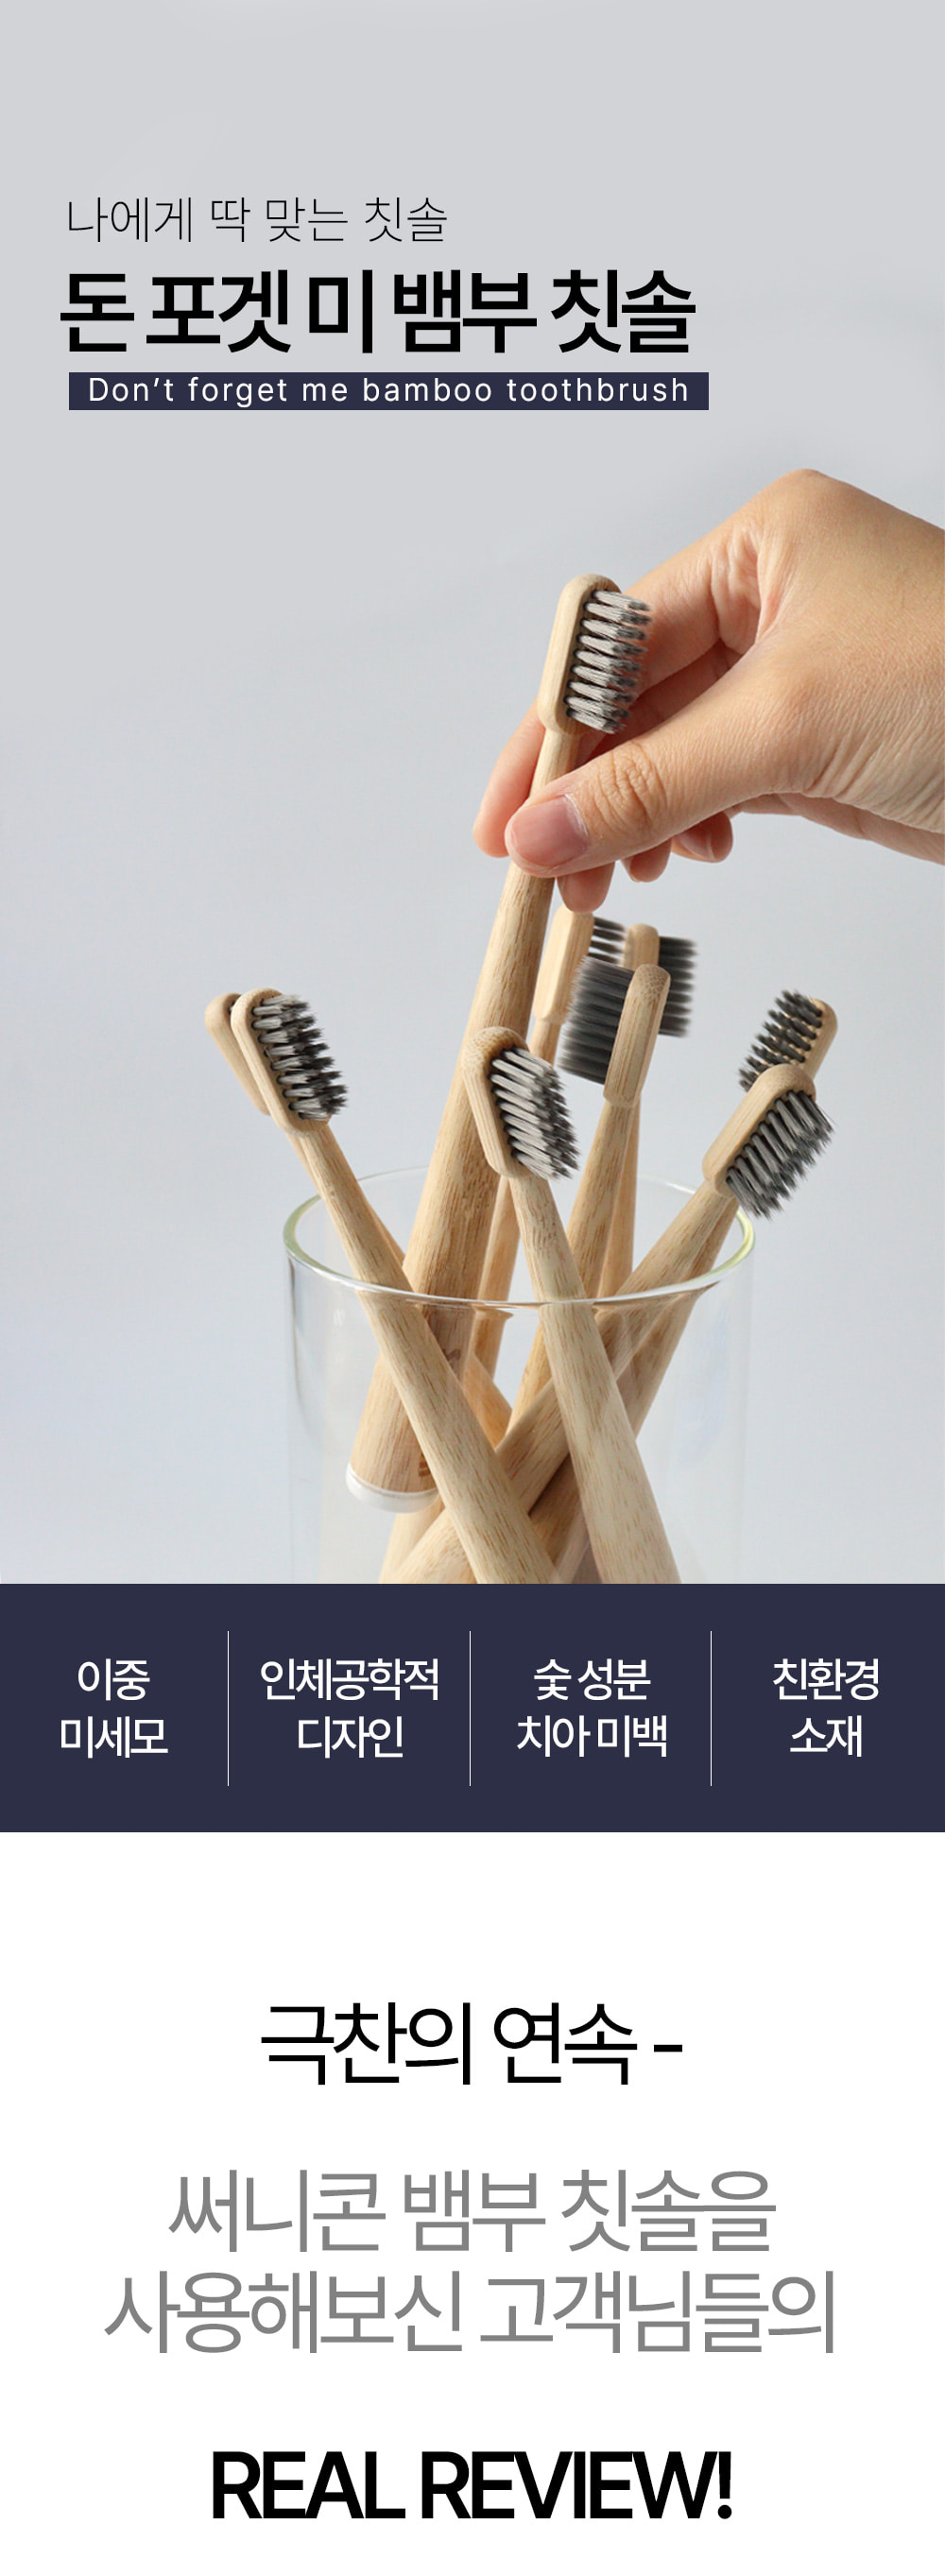 나에게 딱 맞는 칫솔
돈 포겟 미 뱀부 칫솔
Don’t forget me bamboo toothbrush
이중
미세모
인체공학적
디자인
숯 성분
치아 미백
친환경
소재
극찬의 연속 -
써니콘 뱀부 칫솔을
사용해보신 고객님들의
REAL REVIEW!